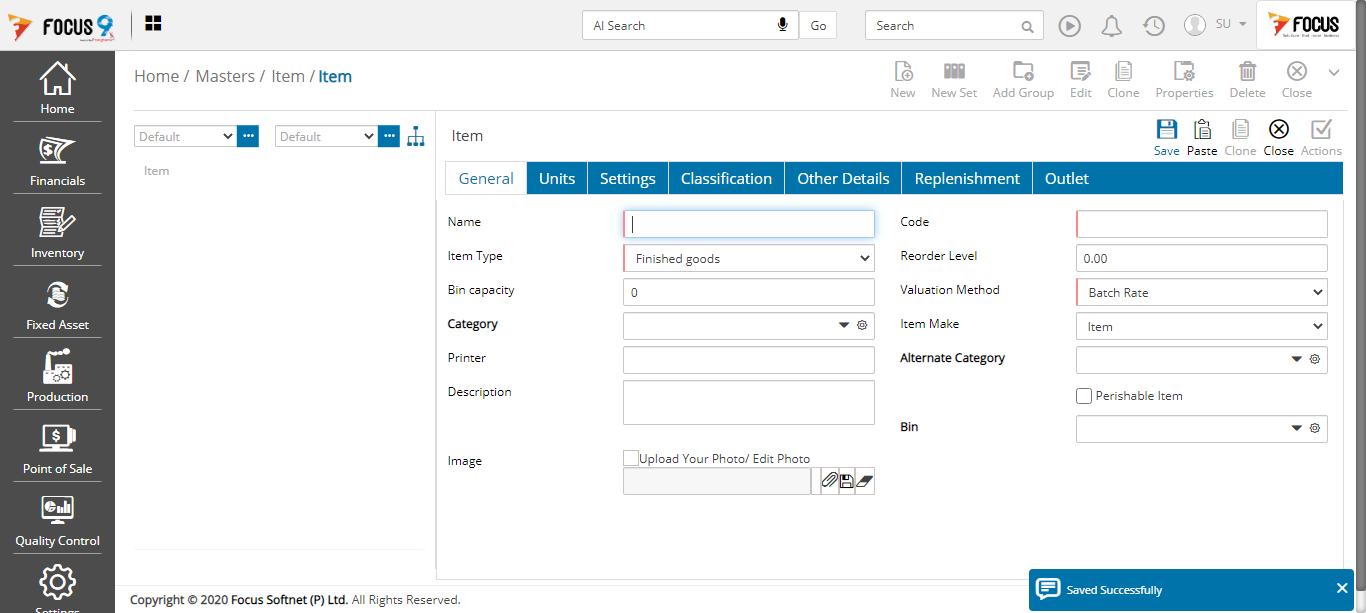 FOCUS 9
AI Search
Go
Search
SU
FOCUS
Home / Masters / Item / Item
New
New Set
Add Group
Edit
Clone
Properties
Delete
Close
Home
Financials
Inventory
Fixed Asset
Production
Point of Sale
Quality Control
Settings
Default
Default
Item
Item
Save
Paste
Clone
Close
Actions
General
Units
Settings
Classification
Other Details
Replenishment
Outlet
Name
Code
Item Type
Finished goods
Reorder Level
0.00
Bin capacity
0
Valuation Method
Batch Rate
Category
Item Make
Item
Printer
Alternate Category
Description
Perishable Item
Bin
Image
Upload Your Photo/ Edit Photo
Copyright © 2020 Focus Softnet (P) Ltd. All Rights Reserved.
Saved Successfully